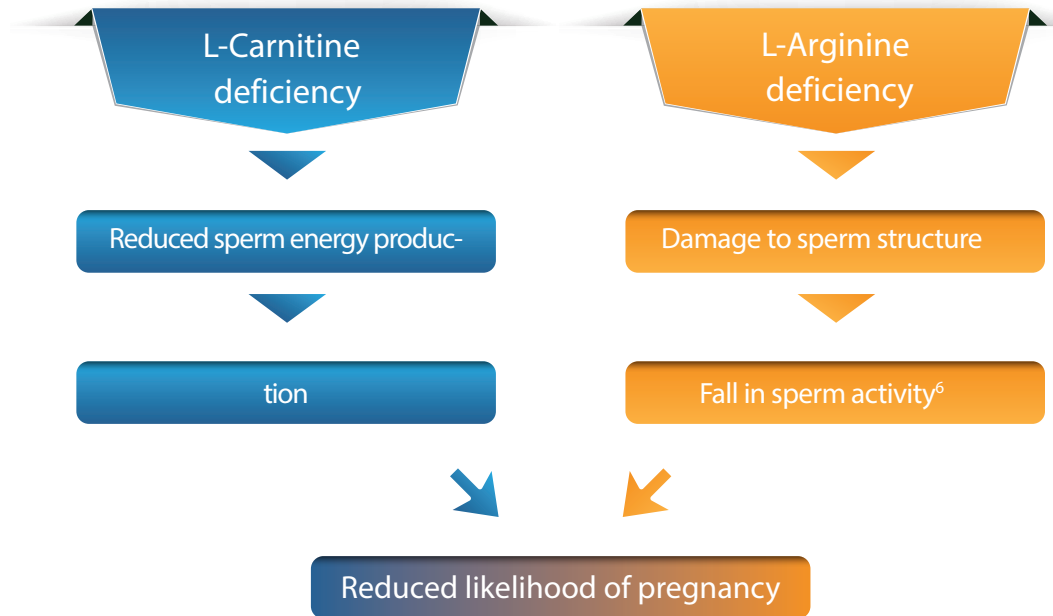 L-Carnitine
deficiency
Reduced sperm energy produc-
tion
L-Arginine
deficiency
Damage to sperm structure
Fall in sperm activity⁶
Reduced likelihood of pregnancy